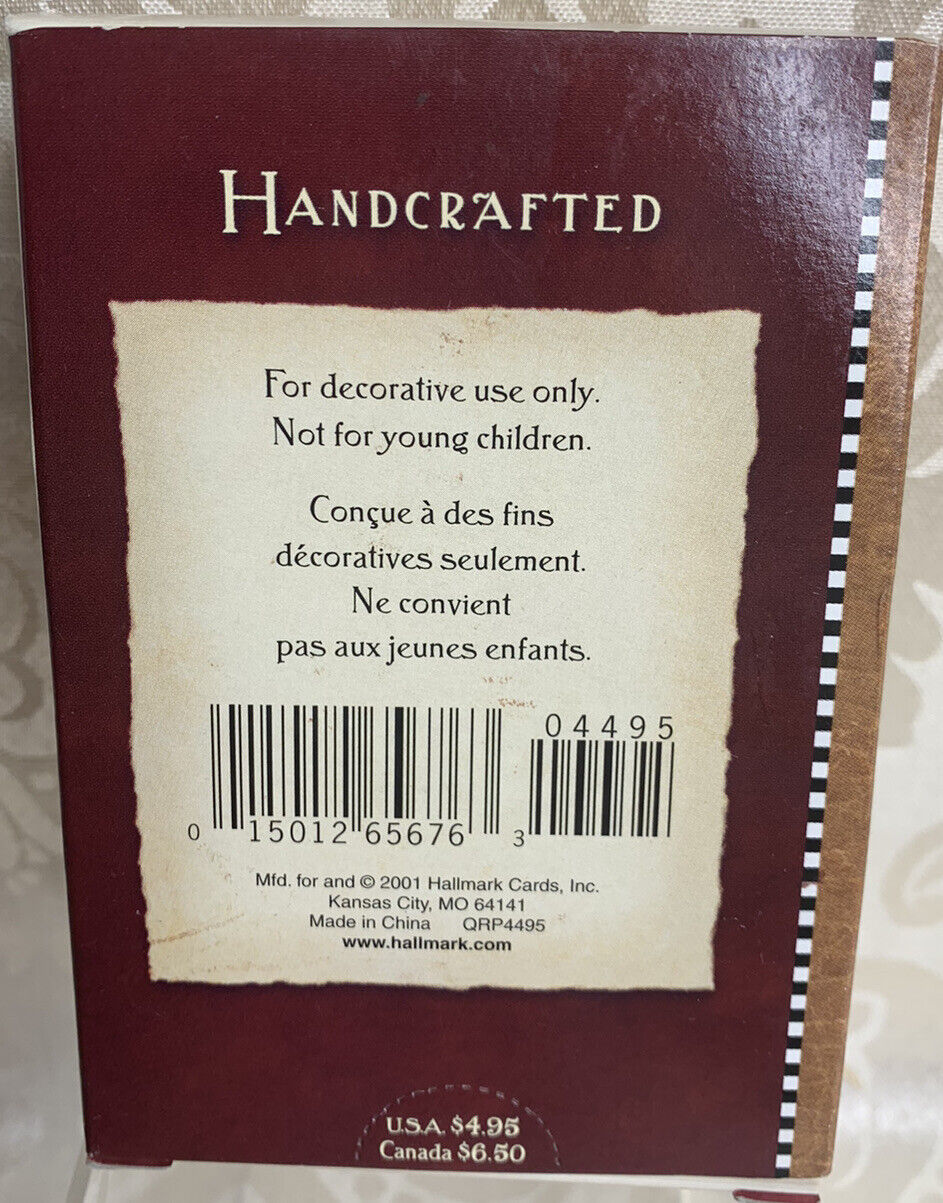 HANDCRAFTED
For decorative use only.
Not for young children.
Conçue à des fins
décoratives seulement.
Ne convient
pas aux jeunes enfants.
04495
0 15012 65676 3
Mfd. for and © 2001 Hallmark Cards, Inc.
Kansas City, MO 64141
Made in China QRP4495
www.hallmark.com
U.S.A. $4.95
Canada $6.50